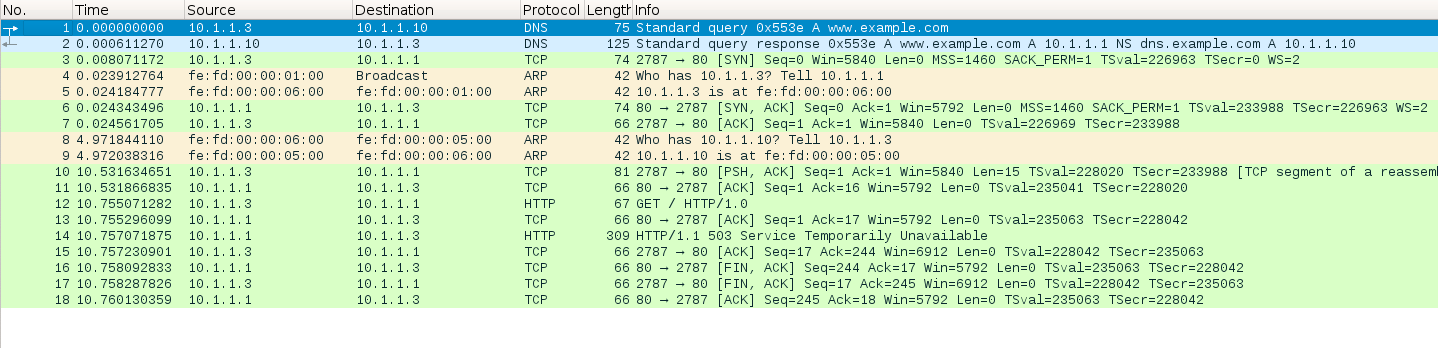 No. Time Source Destination Protocol Length Info
1 0.000000000 10.1.1.3 10.1.1.10 DNS 75 Standard query 0x553e A www.example.com
2 0.000611270 10.1.1.10 10.1.1.3 DNS 125 Standard query response 0x553e A www.example.com A 10.1.1.1 NS dns.example.com A 10.1.1.10
3 0.008071172 10.1.1.3 10.1.1.1 TCP 74 2787 → 80 [SYN] Seq=0 Win=5840 Len=0 MSS=1460 SACK_PERM=1 TSval=226963 TSecr=0 WS=2
4 0.023912764 fe:fd:00:00:01:00 Broadcast ARP 42 Who has 10.1.1.3? Tell 10.1.1.1
5 0.024184777 fe:fd:00:00:06:00 fe:fd:00:00:01:00 ARP 42 10.1.1.3 is at fe:fd:00:00:06:00
6 0.024343496 10.1.1.1 10.1.1.3 TCP 74 80 → 2787 [SYN, ACK] Seq=0 Ack=1 Win=5792 Len=0 MSS=1460 SACK_PERM=1 TSval=233988 TSecr=226963 WS=2
7 0.024561705 10.1.1.3 10.1.1.1 TCP 66 2787 → 80 [ACK] Seq=1 Ack=1 Win=5840 Len=0 TSval=226969 TSecr=233988
8 4.971844110 fe:fd:00:00:06:00 fe:fd:00:00:05:00 ARP 42 Who has 10.1.1.10? Tell 10.1.1.3
9 4.972038316 fe:fd:00:00:05:00 fe:fd:00:00:06:00 ARP 42 10.1.1.10 is at fe:fd:00:00:05:00
10 10.531634651 10.1.1.3 10.1.1.1 TCP 81 2787 → 80 [PSH, ACK] Seq=1 Ack=1 Win=5840 Len=15 TSval=228020 TSecr=233988 [TCP segment of a reassem
11 10.531866835 10.1.1.1 10.1.1.3 TCP 66 80 → 2787 [ACK] Seq=1 Ack=16 Win=5792 Len=0 TSval=235041 TSecr=228020
12 10.755071282 10.1.1.3 10.1.1.1 HTTP 67 GET / HTTP/1.0
13 10.755296099 10.1.1.1 10.1.1.3 TCP 66 80 → 2787 [ACK] Seq=1 Ack=17 Win=5792 Len=0 TSval=235063 TSecr=228042
14 10.757071875 10.1.1.1 10.1.1.3 HTTP 309 HTTP/1.1 503 Service Temporarily Unavailable
15 10.757230901 10.1.1.3 10.1.1.1 TCP 66 2787 → 80 [ACK] Seq=17 Ack=244 Win=6912 Len=0 TSval=228042 TSecr=235063
16 10.758092833 10.1.1.1 10.1.1.3 TCP 66 80 → 2787 [FIN, ACK] Seq=244 Ack=17 Win=5792 Len=0 TSval=235063 TSecr=228042
17 10.758287826 10.1.1.3 10.1.1.1 TCP 66 2787 → 80 [FIN, ACK] Seq=17 Ack=245 Win=6912 Len=0 TSval=228042 TSecr=235063
18 10.760130359 10.1.1.1 10.1.1.3 TCP 66 80 → 2787 [ACK] Seq=245 Ack=18 Win=5792 Len=0 TSval=235063 TSecr=228042